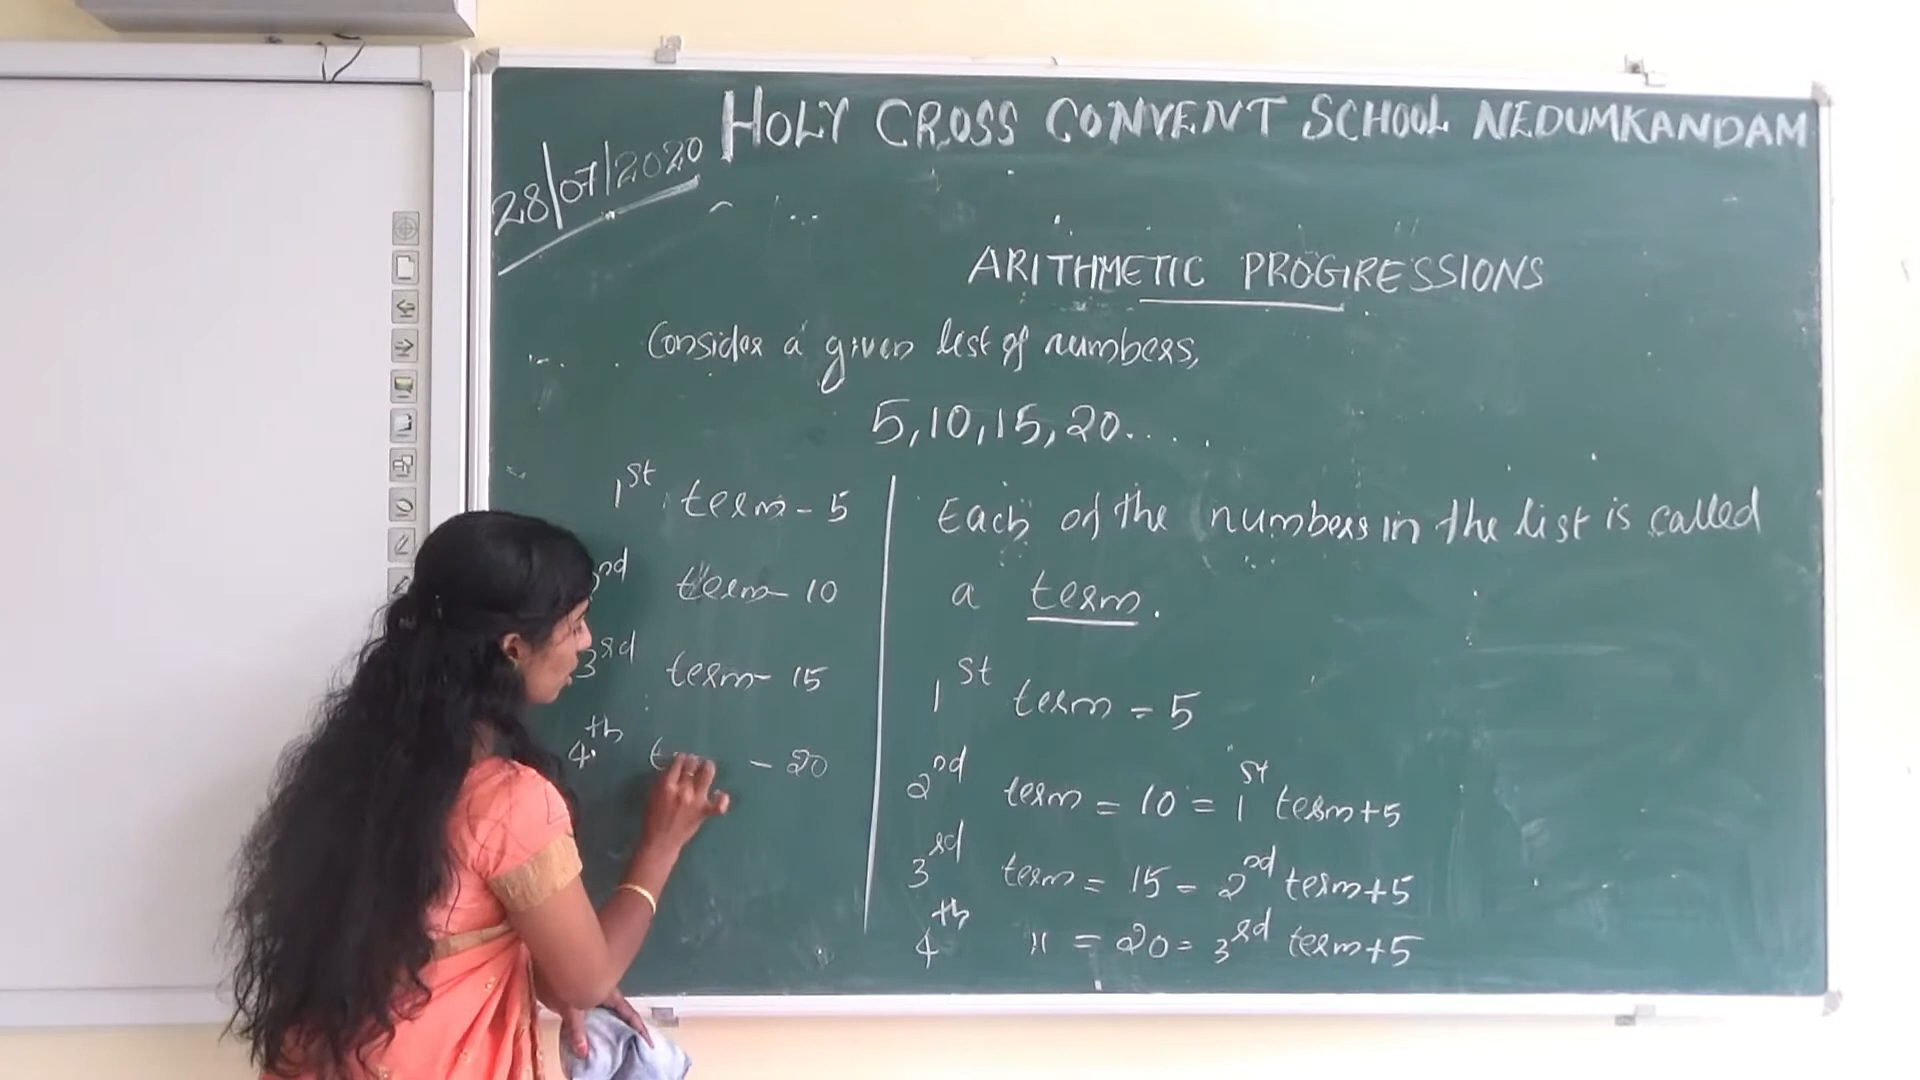 HOLY CROSS CONVENT SCHOOL NEDUMKANDAM
28/07/2020
ARITHMETIC PROGRESSIONS
Consider a given list of numbers,
5,10,15,20....
1st term - 5
nd term - 10
3rd term - 15
4th - 20
Each of the numbers in the list is called
a term.
1st term = 5
2nd term = 10 = 1st term+5
3rd term = 15 = 2nd term+5
4th " = 20 = 3rd term+5